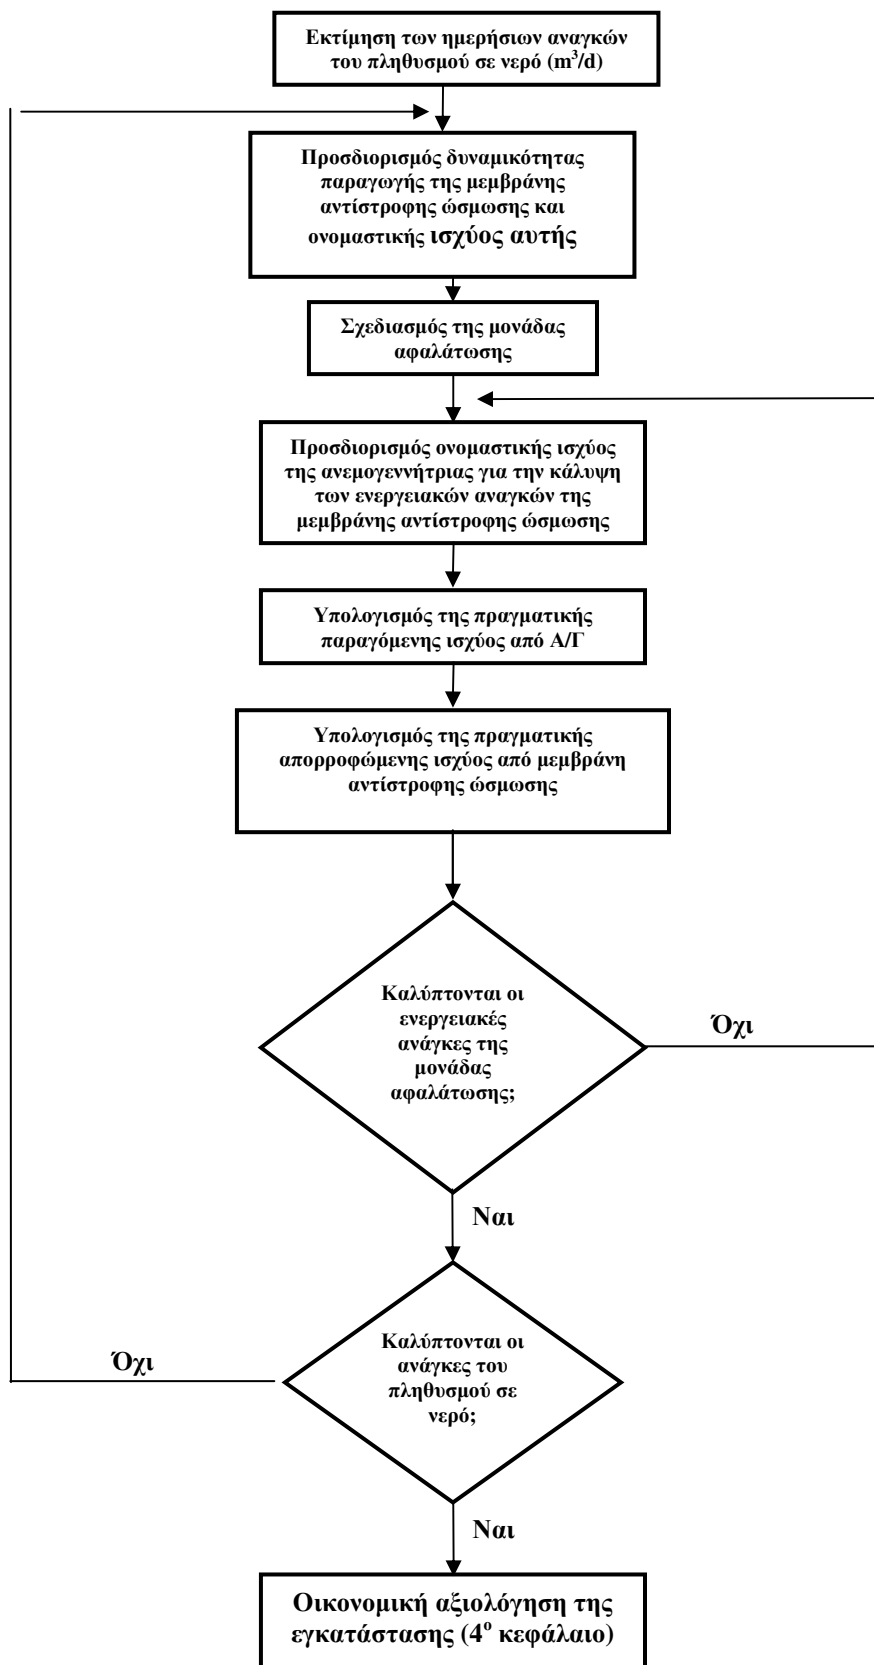 Εκτίμηση των ημερήσιων αναγκών
του πληθυσμού σε νερό (m³/d)
Προσδιορισμός δυναμικότητας
παραγωγής της μεμβράνης
αντίστροφης ώσμωσης και
ονομαστικής ισχύος αυτής
Σχεδιασμός της μονάδας
αφαλάτωσης
Προσδιορισμός ονομαστικής ισχύος
της ανεμογεννήτριας για την κάλυψη
των ενεργειακών αναγκών της
μεμβράνης αντίστροφης ώσμωσης
Υπολογισμός της πραγματικής
παραγόμενης ισχύος από Α/Γ
Υπολογισμός της πραγματικής
απορροφώμενης ισχύος από μεμβράνη
αντίστροφης ώσμωσης
Καλύπτονται οι
ενεργειακές
ανάγκες της
μονάδας
αφαλάτωσης;
Όχι
Ναι
Καλύπτονται οι
ανάγκες του
πληθυσμού σε
νερό;
Όχι
Ναι
Οικονομική αξιολόγηση της
εγκατάστασης (4ο κεφάλαιο)